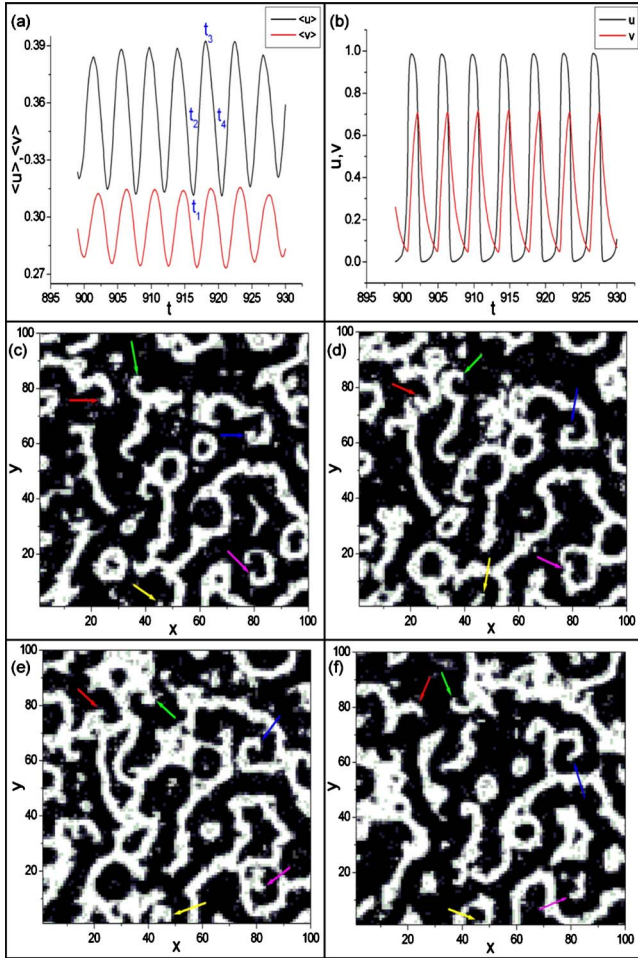 (a)
<u>
<v>
<u> <v>
0.39
0.36
0.33
0.30
0.27
t₃
t₂
t₄
t₁
895 900 905 910 915 920 925 930
t
(b)
u
v
u,v
1.0
0.8
0.6
0.4
0.2
0.0
895 900 905 910 915 920 925 930
t
(c)
y
100
80
60
40
20
20 40 60 80 100
x
(d)
y
100
80
60
40
20
20 40 60 80 100
x
(e)
y
100
80
60
40
20
20 40 60 80 100
x
(f)
y
100
80
60
40
20
20 40 60 80 100
x